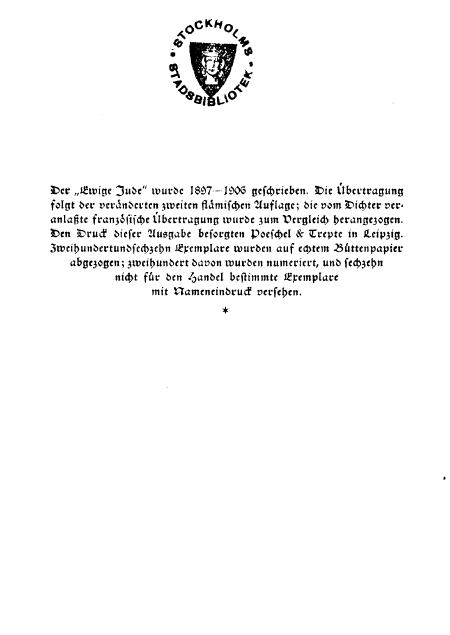 STOCKHOLMS
STADSBIBLIOTEK
Der „Ewige Jude“ wurde 1897–1906 geschrieben. Die Übertragung
folgt der veränderten zweiten flämischen Auflage; die vom Dichter ver-
anlaßte französische Übertragung wurde zum Vergleich herangezogen.
Den Druck dieser Ausgabe besorgten Poeschel & Trepte in Leipzig.
Zweihundertundsechzehn Exemplare wurden auf echtem Büttenpapier
abgezogen; zweihundert davon wurden numeriert, und sechzehn
nicht für den Handel bestimmte Exemplare
mit Nameneindruck versehen.
*